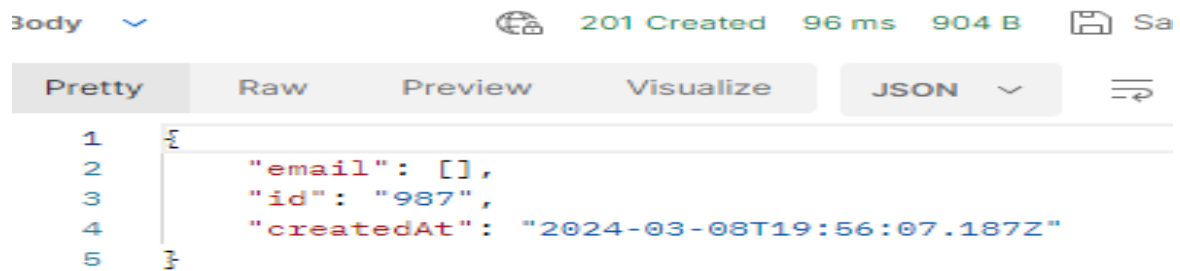 Body
201 Created 96 ms 904 B Sa
Pretty Raw Preview Visualize JSON
1 {
2 "email": [],
3 "id": "987",
4 "createdAt": "2024-03-08T19:56:07.187Z"
5 }